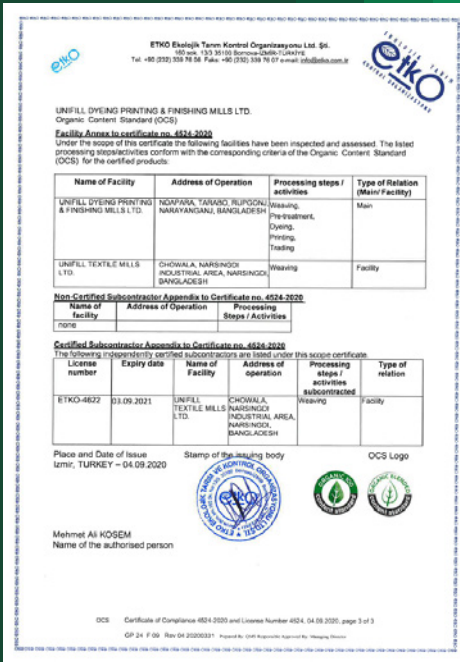 ETKO Ekolojik Tarım Kontrol Organizasyonu Ltd. Şti.
160 sok. 13/3 35100 Bornova-İZMİR-TÜRKİYE
Tel. +90 (232) 339 76 06 Faks: +90 (232) 339 76 07 e-mail: info@etko.com.tr
etko
UNIFILL DYEING PRINTING & FINISHING MILLS LTD.
Organic Content Standard (OCS)
Facility Annex to certificate no. 4524-2020
Under the scope of this certificate the following facilities have been inspected and assessed. The listed
processing steps/activities conform with the corresponding criteria of the Organic Content Standard
(OCS) for the certified products:
Name of Facility Address of Operation Processing steps / activities Type of Relation (Main/ Facility)
UNIFILL DYEING PRINTING & FINISHING MILLS LTD. NOAPARA, TARABO, RUPGONJ, NARAYANGANJ, BANGLADESH Weaving, Pre-treatment, Dyeing, Printing, Trading Main
UNIFILL TEXTILE MILLS LTD. CHOWALA, NARSINGDI INDUSTRIAL AREA, NARSINGDI, BANGLADESH Weaving Facility
Non-Certified Subcontractor Appendix to Certificate no. 4524-2020
Name of facility Address of Operation Processing Steps / Activities
none
Certified Subcontractor Appendix to Certificate no. 4524-2020
The following independently certified subcontractors are listed under this scope certificate.
License number Expiry date Name of Facility Address of operation Processing steps / activities subcontracted Type of relation
ETKO-4622 03.09.2021 UNIFILL TEXTILE MILLS LTD. CHOWALA, NARSINGDI INDUSTRIAL AREA, NARSINGDI, BANGLADESH Weaving Facility
Place and Date of Issue Stamp of the issuing body OCS Logo
Izmir, TURKEY – 04.09.2020
Mehmet Ali KÖSEM
Name of the authorised person
OCS Certificate of Compliance 4524-2020 and License Number 4524, 04.09.2020, page 3 of 3
GP 24 F 09 Rev 04 20200331